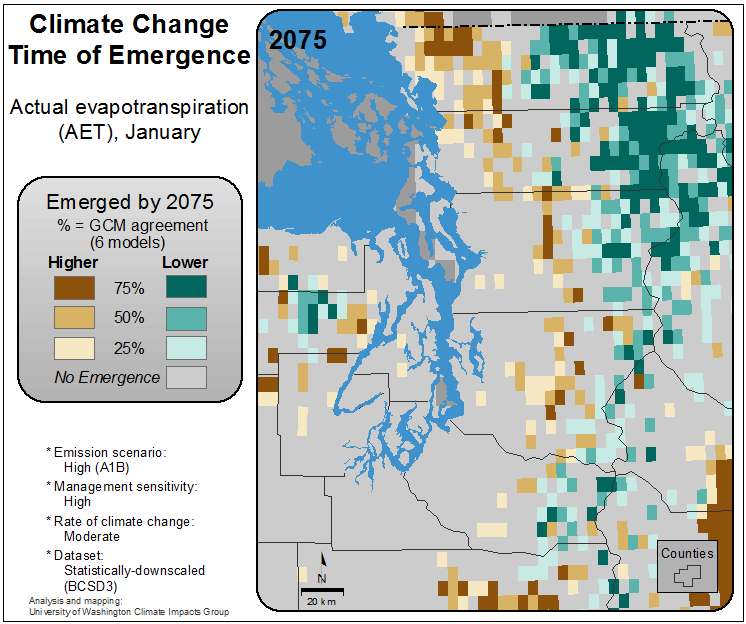 Climate Change
Time of Emergence
Actual evapotranspiration
(AET), January
Emerged by 2075
% = GCM agreement
(6 models)
Higher Lower
75%
50%
25%
No Emergence
* Emission scenario:
High (A1B)
* Management sensitivity:
High
* Rate of climate change:
Moderate
* Dataset:
Statistically-downscaled
(BCSD3)
Analysis and mapping:
University of Washington Climate Impacts Group
2075
N
20 km
Counties